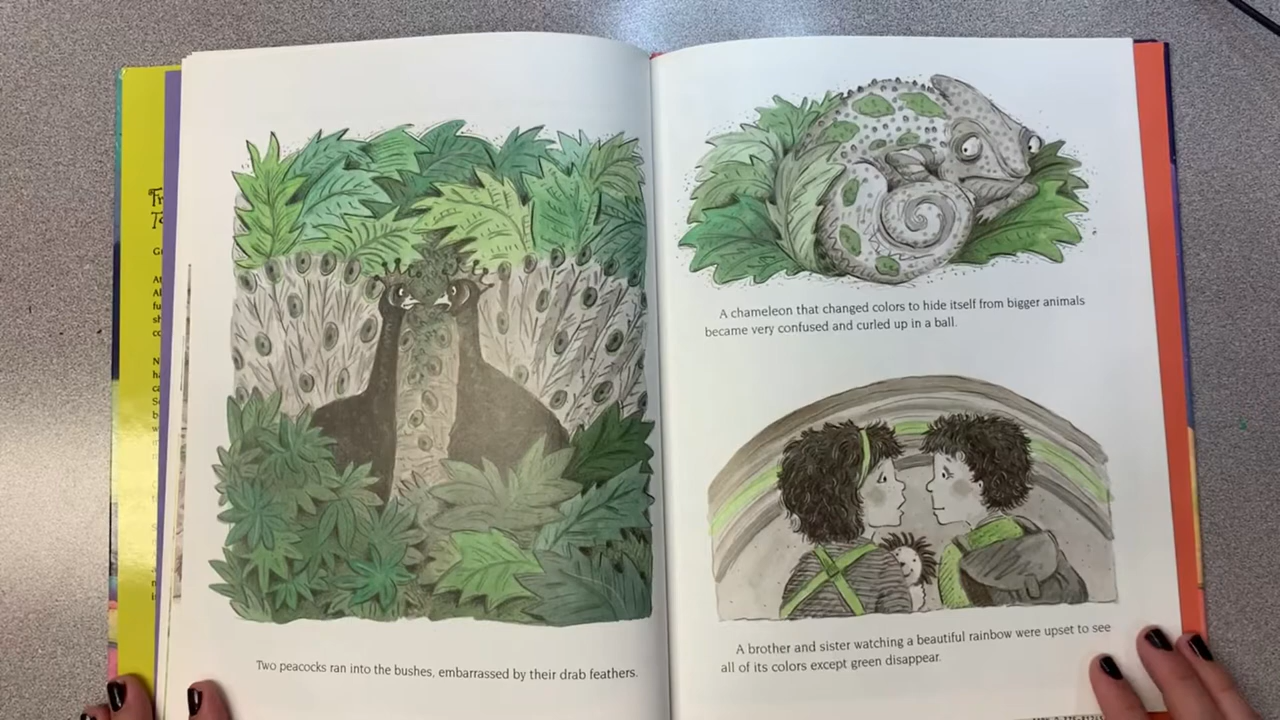 Two peacocks ran into the bushes, embarrassed by their drab feathers.
A chameleon that changed colors to hide itself from bigger animals
became very confused and curled up in a ball.
A brother and sister watching a beautiful rainbow were upset to see
all of its colors except green disappear.